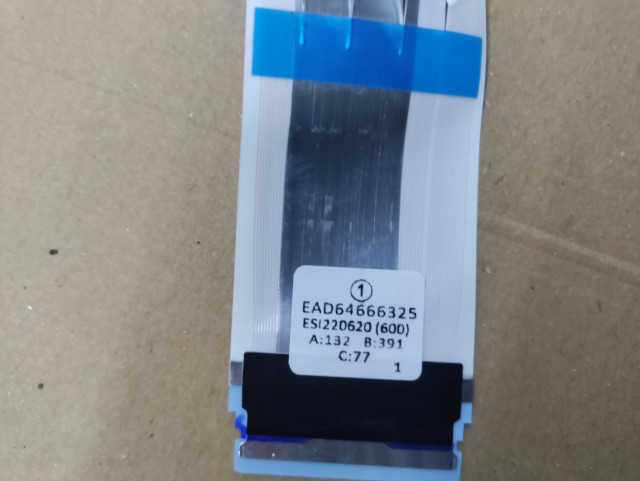 ①
EAD64666325
ESI220620 (600)
A:132 B:391
C:77
1